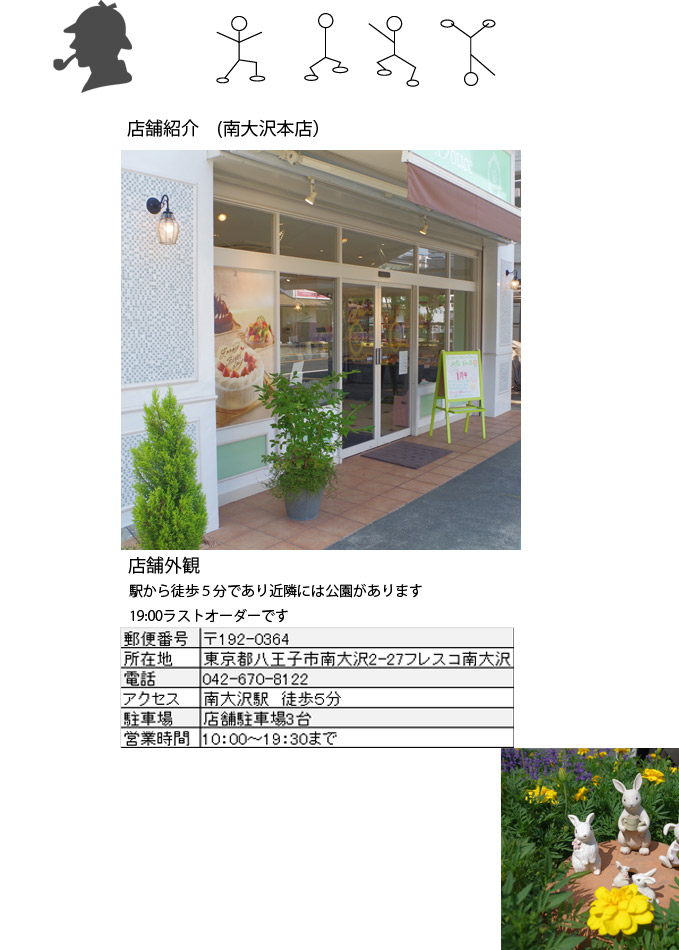 店舗紹介 (南大沢本店)
店舗外観
駅から徒歩５分であり近隣には公園があります
19:00ラストオーダーです
郵便番号 〒192-0364
所在地 東京都八王子市南大沢2-27フレスコ南大沢
電話 042-670-8122
アクセス 南大沢駅 徒歩5分
駐車場 店舗駐車場3台
営業時間 10:00～19:30まで